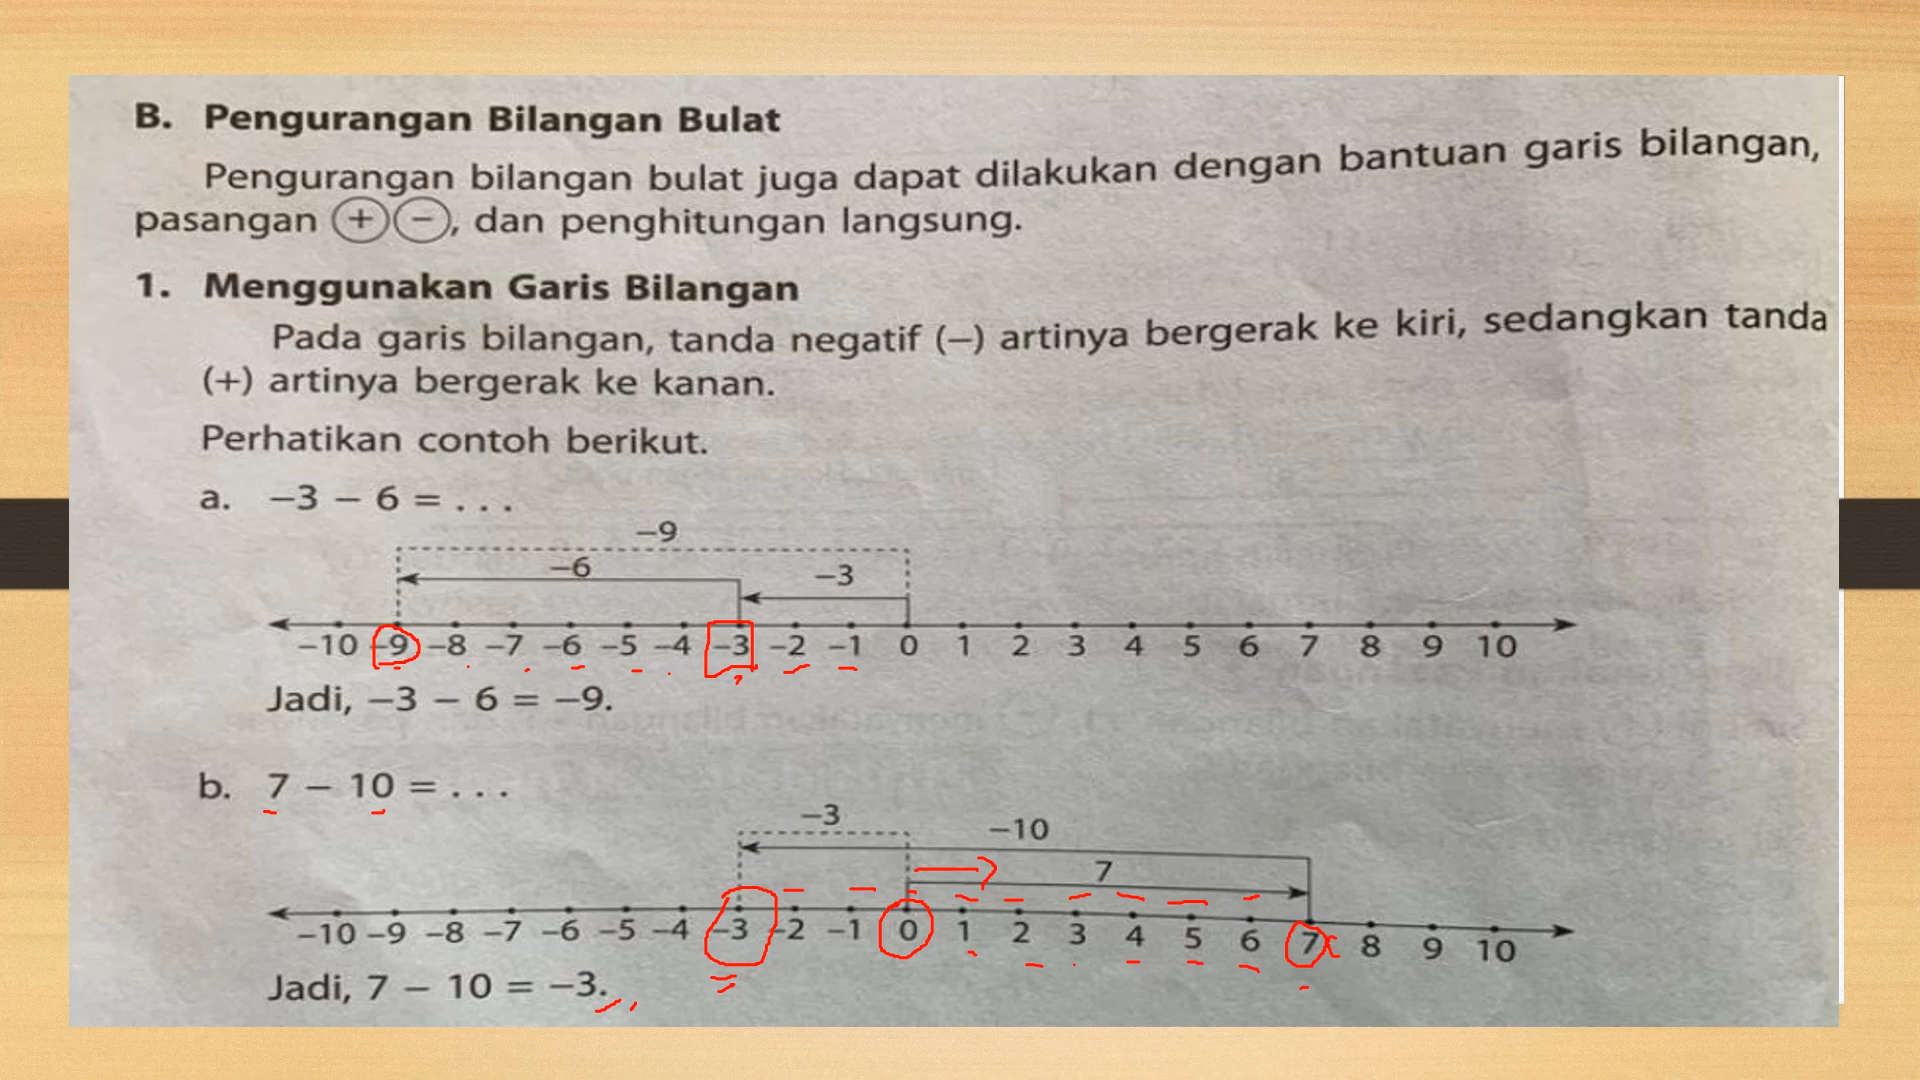 B. Pengurangan Bilangan Bulat
Pengurangan bilangan bulat juga dapat dilakukan dengan bantuan garis bilangan,
pasangan (+)(−), dan penghitungan langsung.
1. Menggunakan Garis Bilangan
Pada garis bilangan, tanda negatif (−) artinya bergerak ke kiri, sedangkan tanda
(+) artinya bergerak ke kanan.
Perhatikan contoh berikut.
a. −3 − 6 = . . .
−9
−6 −3
−10 −9 −8 −7 −6 −5 −4 −3 −2 −1 0 1 2 3 4 5 6 7 8 9 10
Jadi, −3 − 6 = −9.
b. 7 − 10 = . . .
−3 −10
7
−10 −9 −8 −7 −6 −5 −4 −3 −2 −1 0 1 2 3 4 5 6 7 8 9 10
Jadi, 7 − 10 = −3.